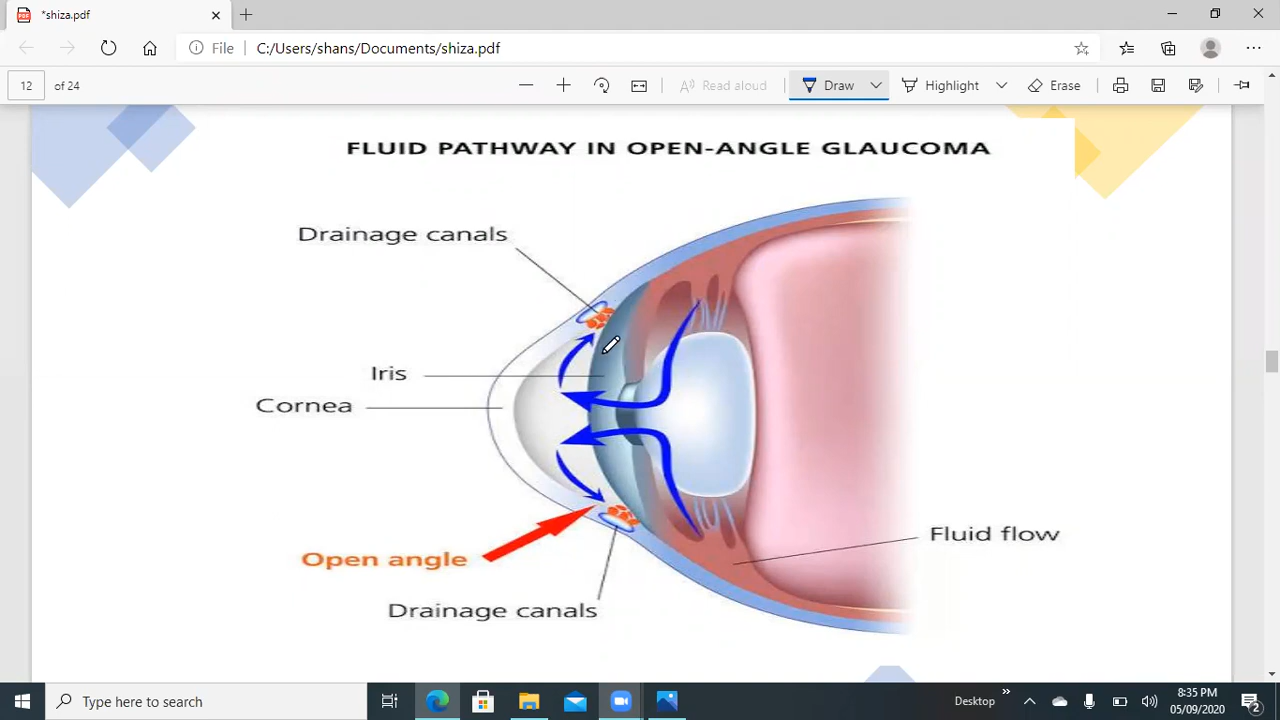 *shiza.pdf
File C:/Users/shans/Documents/shiza.pdf
12 of 24 Read aloud Draw Highlight Erase
FLUID PATHWAY IN OPEN-ANGLE GLAUCOMA
Drainage canals
Iris
Cornea
Fluid flow
Open angle
Drainage canals
Type here to search Desktop 8:35 PM
05/09/2020 2